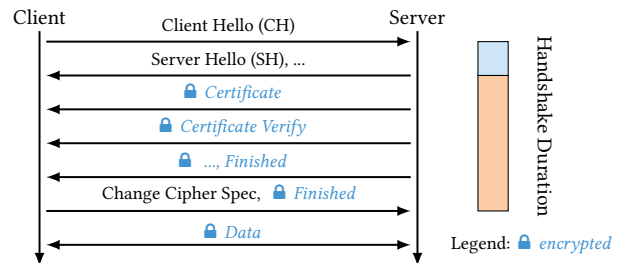 Client
Server
Client Hello (CH)
Server Hello (SH), ...
Certificate
Certificate Verify
..., Finished
Change Cipher Spec, Finished
Data
Handshake Duration
Legend: encrypted